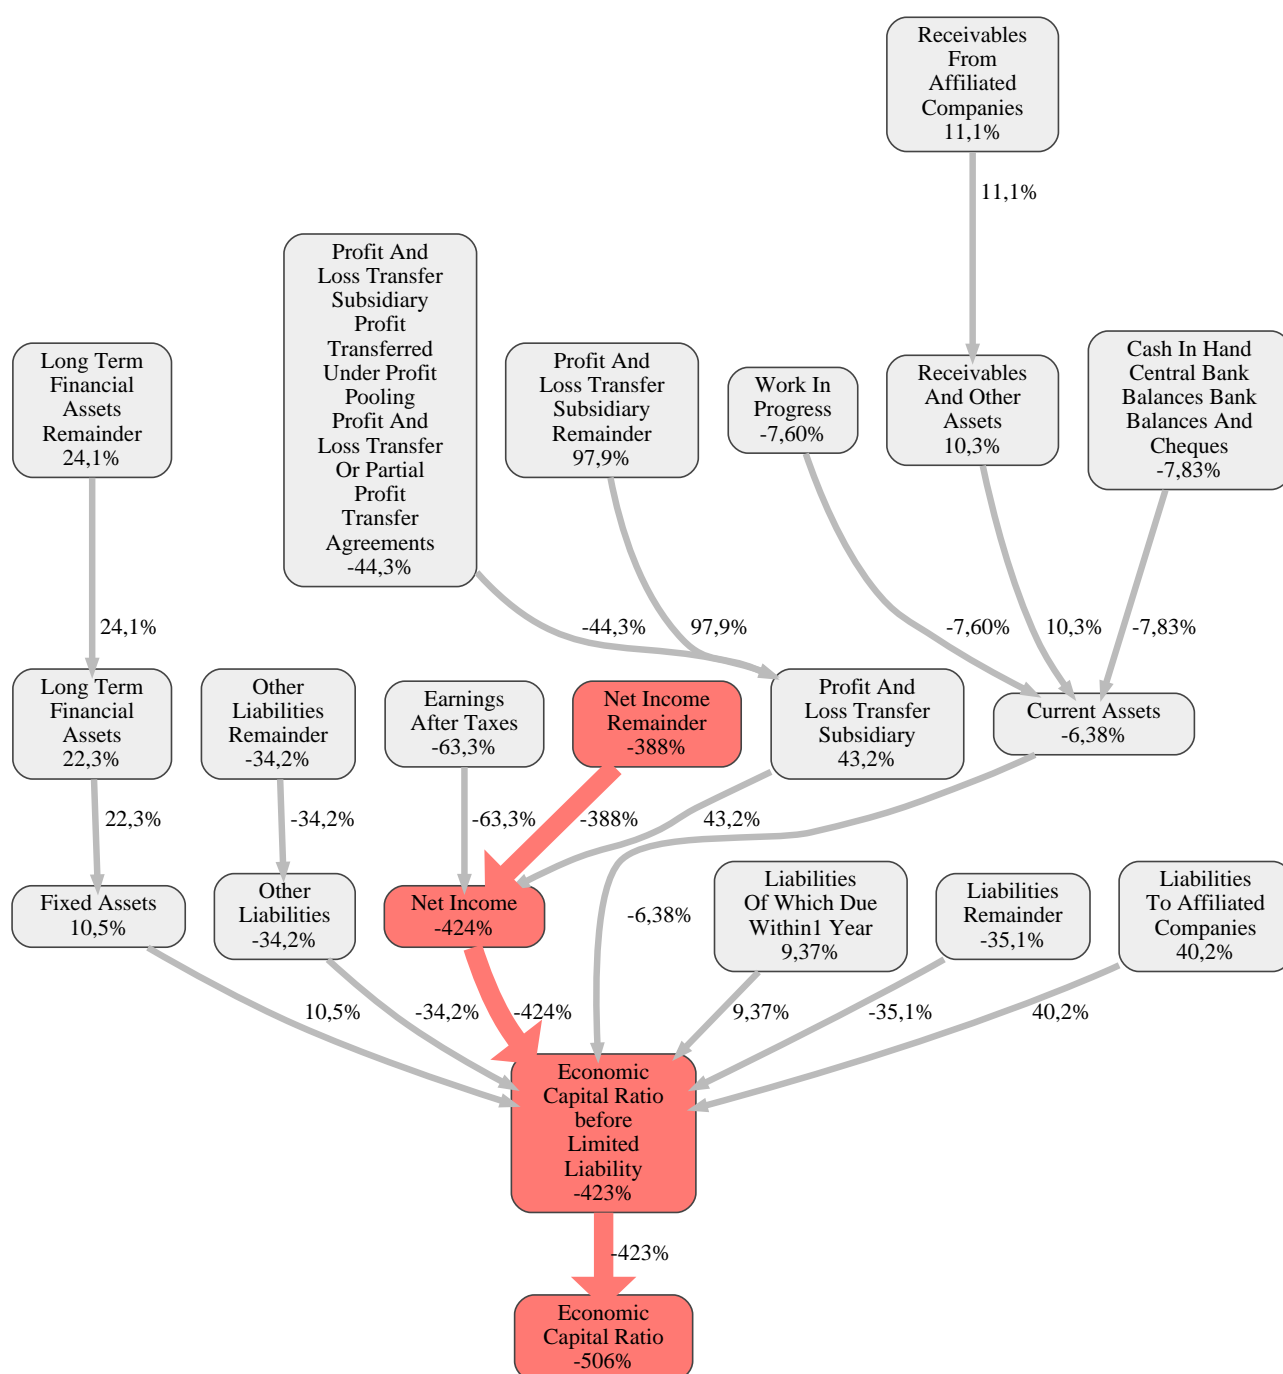 Receivables
From
Affiliated
Companies
11,1%
11,1%
Profit And
Loss Transfer
Subsidiary
Profit
Transferred
Under Profit
Pooling
Profit And
Loss Transfer
Or Partial
Profit
Transfer
Agreements
-44,3%
Long Term
Financial
Assets
Remainder
24,1%
Profit And
Loss Transfer
Subsidiary
Remainder
97,9%
Work In
Progress
-7,60%
Receivables
And Other
Assets
10,3%
Cash In Hand
Central Bank
Balances Bank
Balances And
Cheques
-7,83%
24,1%
-44,3%
97,9%
-7,60%
10,3%
-7,83%
Long Term
Financial
Assets
22,3%
Other
Liabilities
Remainder
-34,2%
Earnings
After Taxes
-63,3%
Net Income
Remainder
-388%
Profit And
Loss Transfer
Subsidiary
43,2%
Current Assets
-6,38%
22,3%
-34,2%
-63,3%
-388%
43,2%
Fixed Assets
10,5%
Other
Liabilities
-34,2%
Net Income
-424%
-6,38%
Liabilities
Of Which Due
Within1 Year
9,37%
Liabilities
Remainder
-35,1%
Liabilities
To Affiliated
Companies
40,2%
10,5%
-34,2%
-424%
9,37%
-35,1%
40,2%
Economic
Capital Ratio
before
Limited
Liability
-423%
-423%
Economic
Capital Ratio
-506%